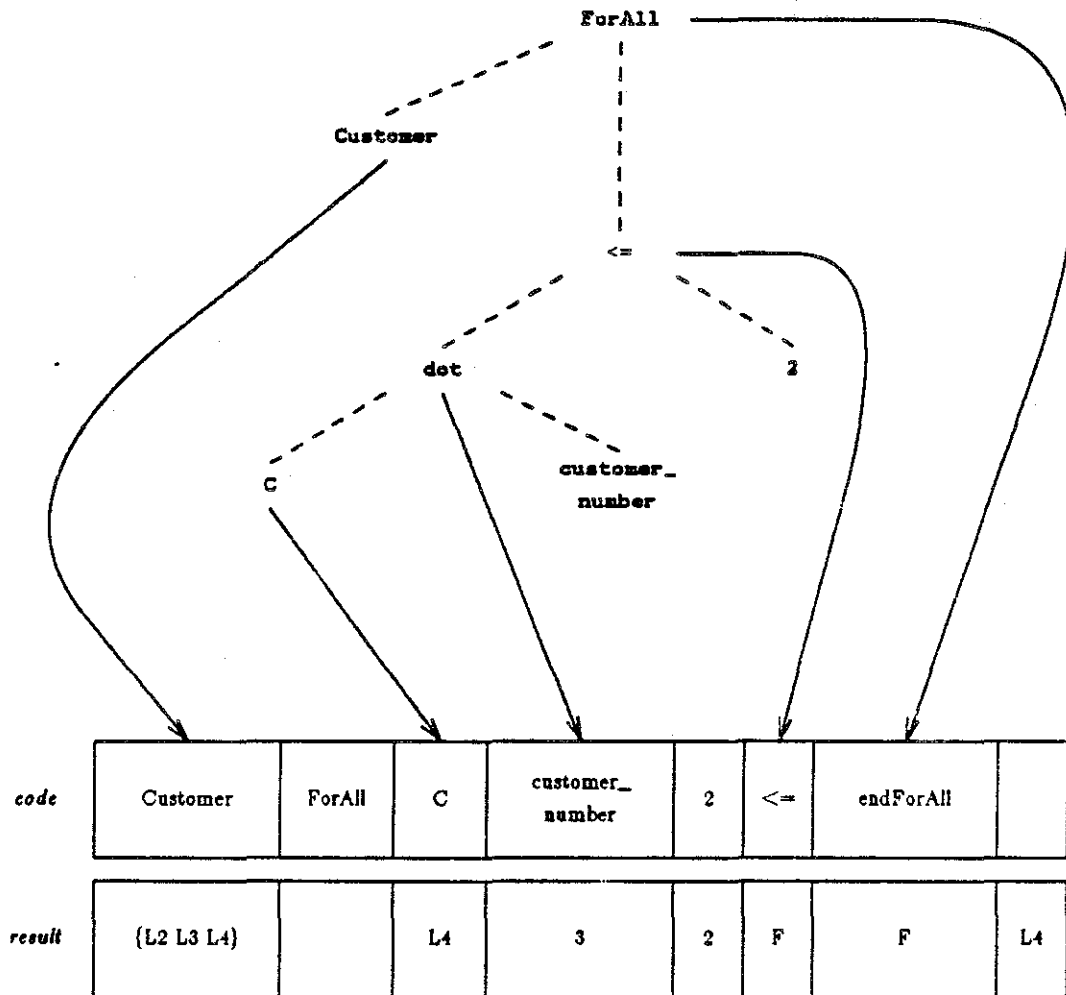 ForAll
Customer
<=
dot
2
C
customer_
number
code
Customer
ForAll
C
customer_
number
2
<=
endForAll
result
{L2 L3 L4}
L4
3
2
F
F
L4